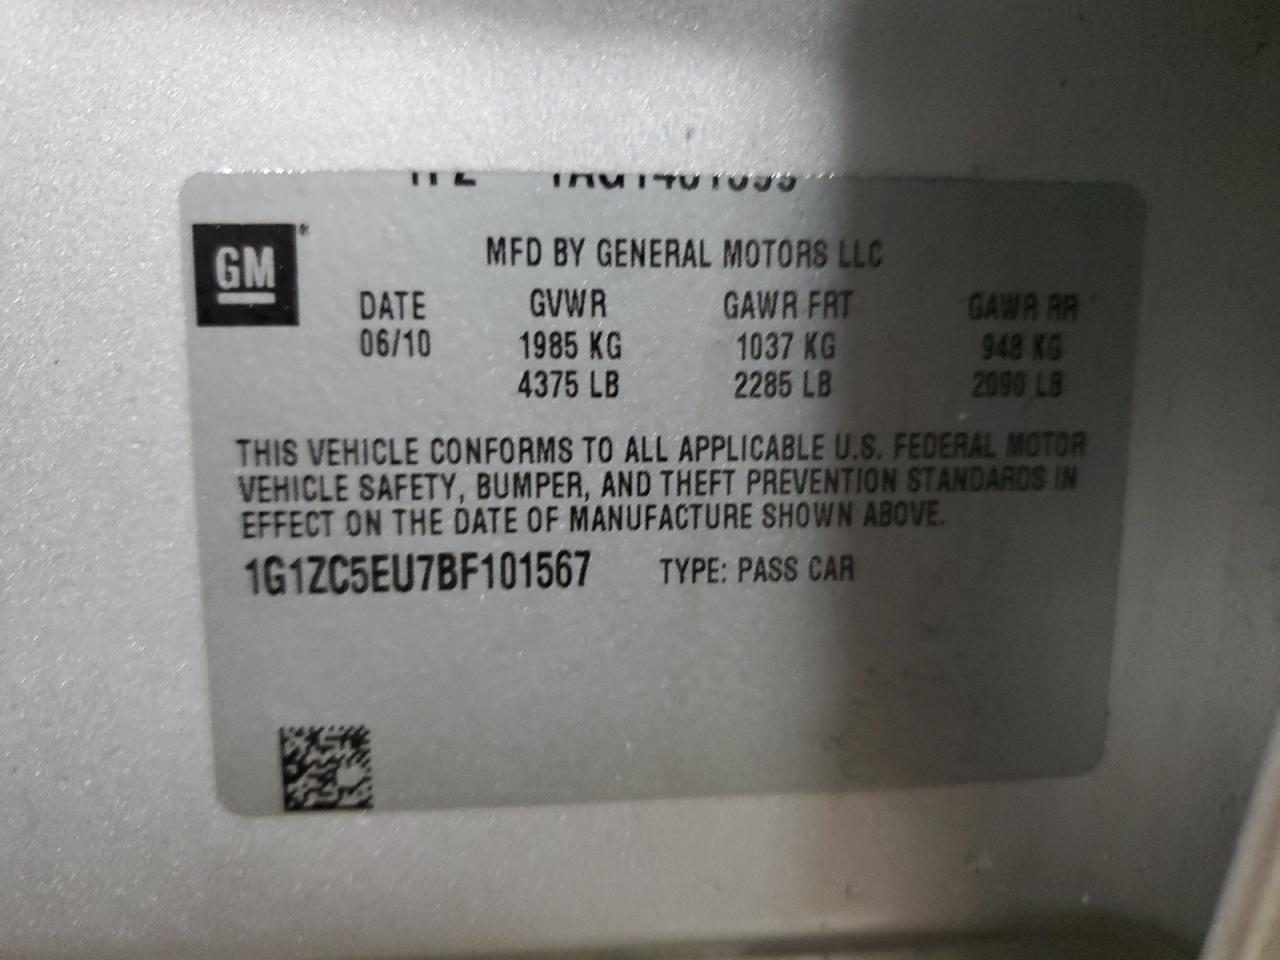 GM
MFD BY GENERAL MOTORS LLC
DATE GVWR GAWR FRT GAWR RR
06/10 1985 KG 1037 KG 948 KG
4375 LB 2285 LB 2090 LB
THIS VEHICLE CONFORMS TO ALL APPLICABLE U.S. FEDERAL MOTOR
VEHICLE SAFETY, BUMPER, AND THEFT PREVENTION STANDARDS IN
EFFECT ON THE DATE OF MANUFACTURE SHOWN ABOVE.
1G1ZC5EU7BF101567 TYPE: PASS CAR